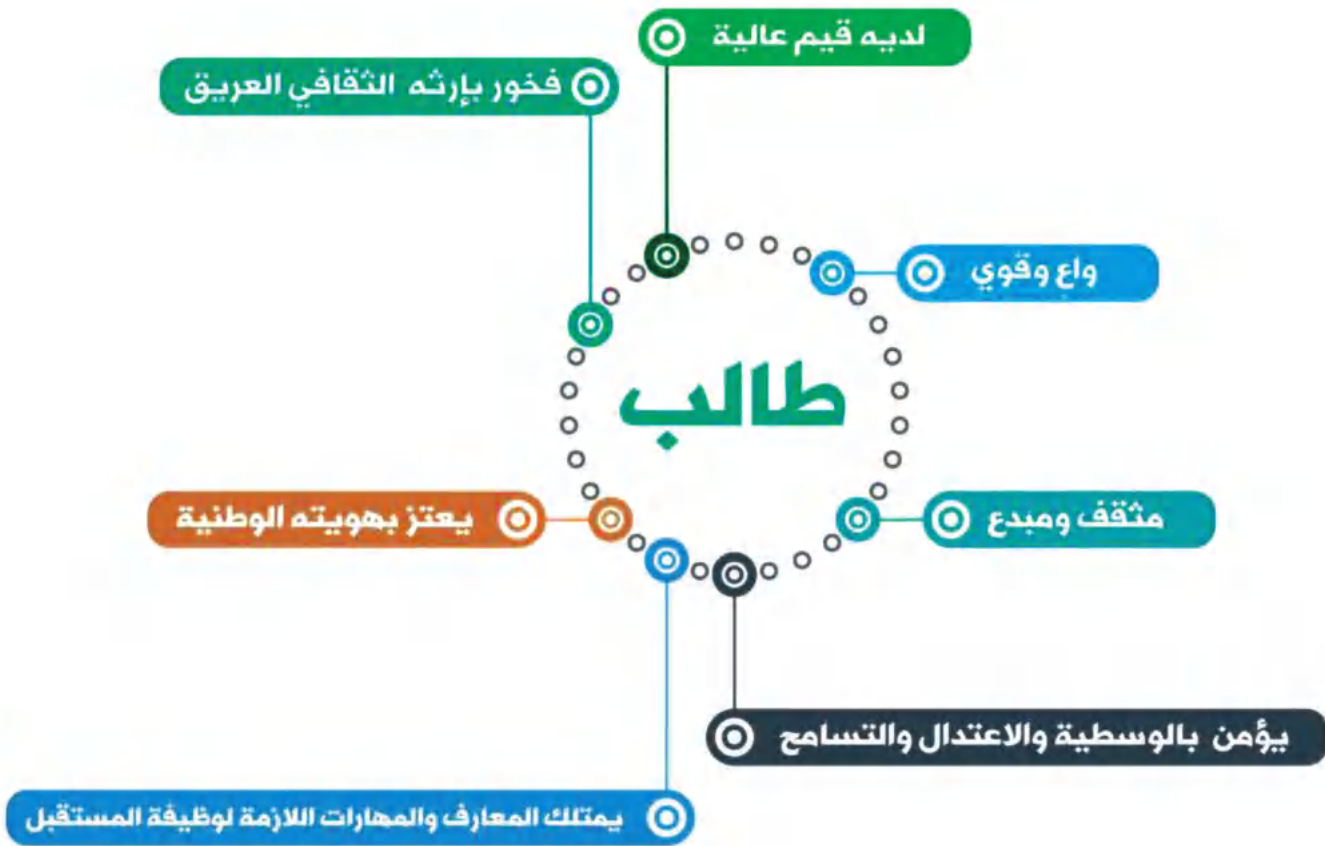 لديه قيم عالية
فخور بإرثه الثقافي العريق
واع وقوي
طالب
يعتز بهويته الوطنية
مثقف ومبدع
يؤمن بالوسطية والاعتدال والتسامح
يمتلك المعارف والمهارات اللازمة لوظيفة المستقبل